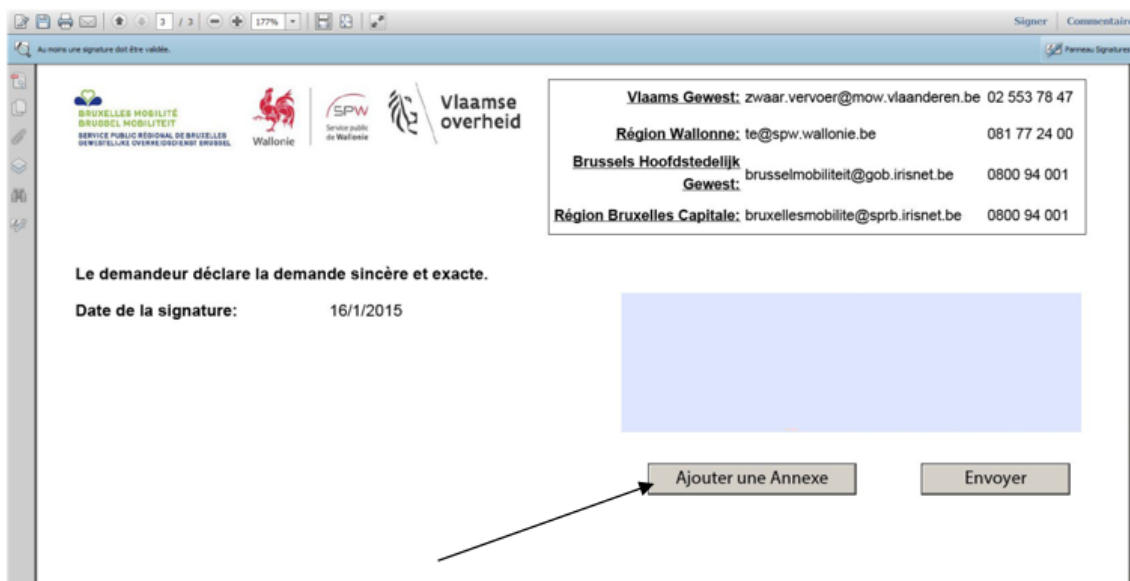 3 / 3 177% Signer Commentaire
Au moins une signature doit être validée. Panneau Signatures
BRUXELLES MOBILITÉ
BRUSSEL MOBILITEIT
SERVICE PUBLIC RÉGIONAL DE BRUXELLES
GEWESTELIJKE OVERHEIDSDIENST BRUSSEL
Wallonie
SPW
Service public
de Wallonie
Vlaamse
overheid
Vlaams Gewest: zwaar.vervoer@mow.vlaanderen.be 02 553 78 47
Région Wallonne: te@spw.wallonie.be 081 77 24 00
Brussels Hoofdstedelijk
Gewest: brusselmobiliteit@gob.irisnet.be 0800 94 001
Région Bruxelles Capitale: bruxellesmobilite@sprb.irisnet.be 0800 94 001
Le demandeur déclare la demande sincère et exacte.
Date de la signature: 16/1/2015
Ajouter une Annexe Envoyer